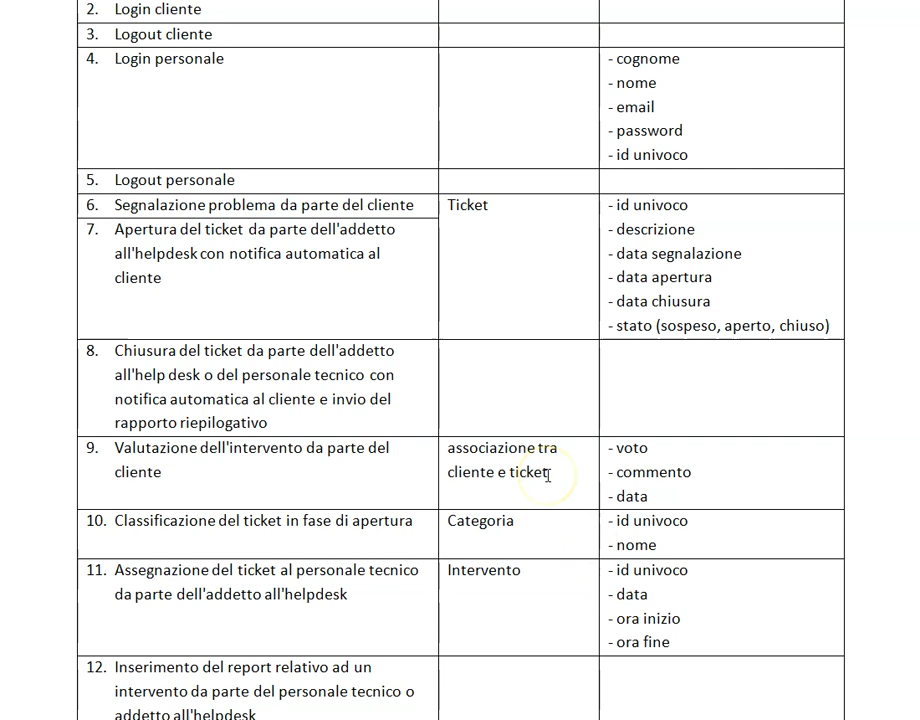 2. Login cliente
3. Logout cliente
4. Login personale
- cognome
- nome
- email
- password
- id univoco
5. Logout personale
6. Segnalazione problema da parte del cliente
Ticket
- id univoco
- descrizione
- data segnalazione
- data apertura
- data chiusura
- stato (sospeso, aperto, chiuso)
7. Apertura del ticket da parte dell'addetto
all'helpdesk con notifica automatica al
cliente
8. Chiusura del ticket da parte dell'addetto
all'help desk o del personale tecnico con
notifica automatica al cliente e invio del
rapporto riepilogativo
9. Valutazione dell'intervento da parte del
cliente
associazione tra
cliente e ticket
- voto
- commento
- data
10. Classificazione del ticket in fase di apertura
Categoria
- id univoco
- nome
11. Assegnazione del ticket al personale tecnico
da parte dell'addetto all'helpdesk
Intervento
- id univoco
- data
- ora inizio
- ora fine
12. Inserimento del report relativo ad un
intervento da parte del personale tecnico o
addetto all'helpdesk